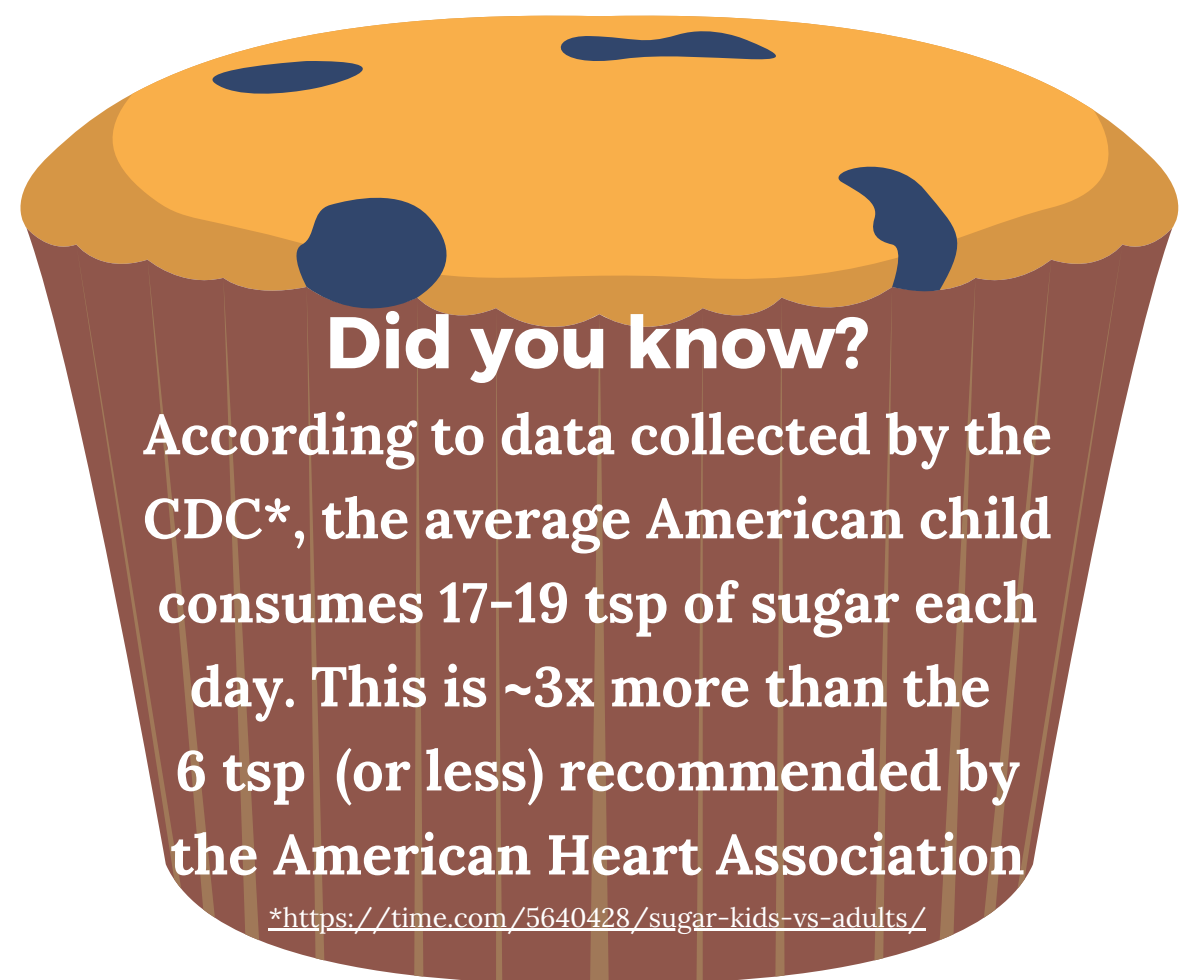 Did you know?
According to data collected by the
CDC*, the average American child
consumes 17-19 tsp of sugar each
day. This is ~3x more than the
6 tsp  (or less) recommended by
the American Heart Association
*https://time.com/5640428/sugar-kids-vs-adults/